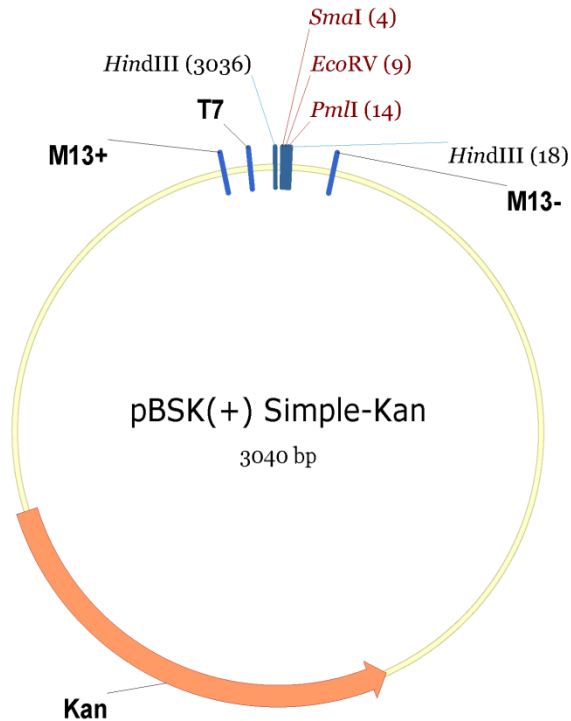 SmaI (4)
HindIII (3036)
EcoRV (9)
T7
PmlI (14)
M13+
HindIII (18)
M13-
pBSK(+) Simple-Kan
3040 bp
Kan